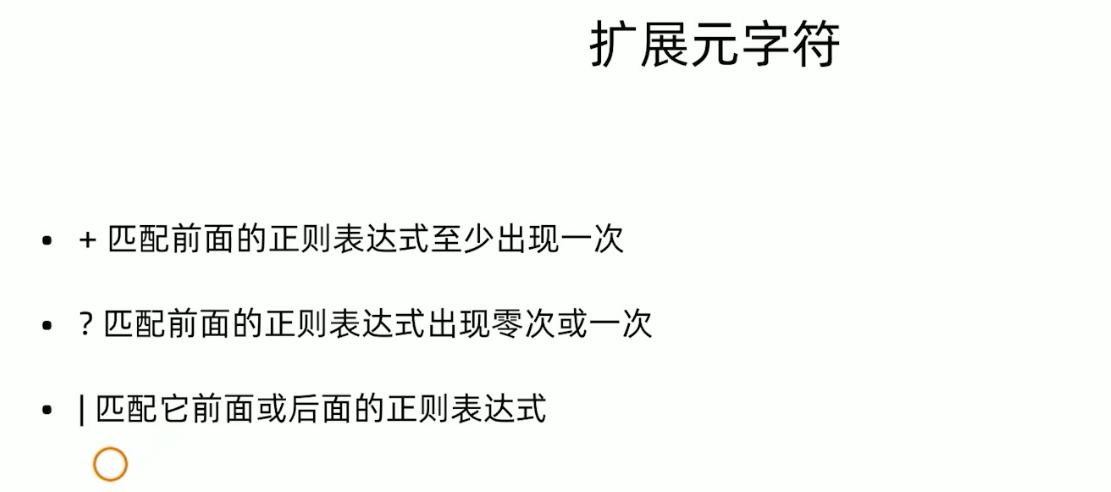 扩展元字符
• + 匹配前面的正则表达式至少出现一次
• ? 匹配前面的正则表达式出现零次或一次
• | 匹配它前面或后面的正则表达式